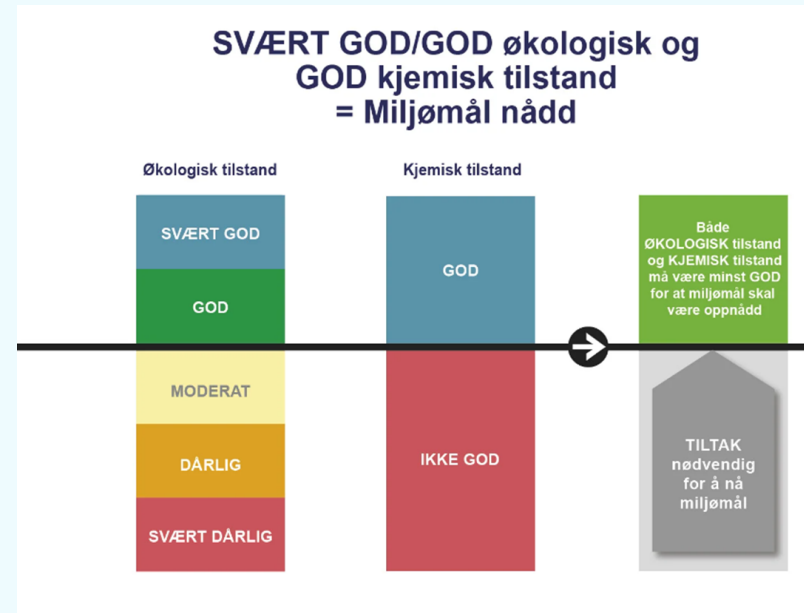 SVÆRT GOD/GOD økologisk og
GOD kjemisk tilstand
= Miljømål nådd
Økologisk tilstand
SVÆRT GOD
GOD
MODERAT
DÅRLIG
SVÆRT DÅRLIG
Kjemisk tilstand
GOD
IKKE GOD
Både
ØKOLOGISK tilstand
og KJEMISK tilstand
må være minst GOD
for at miljømål skal
være oppnådd
TILTAK
nødvendig
for å nå
miljømål